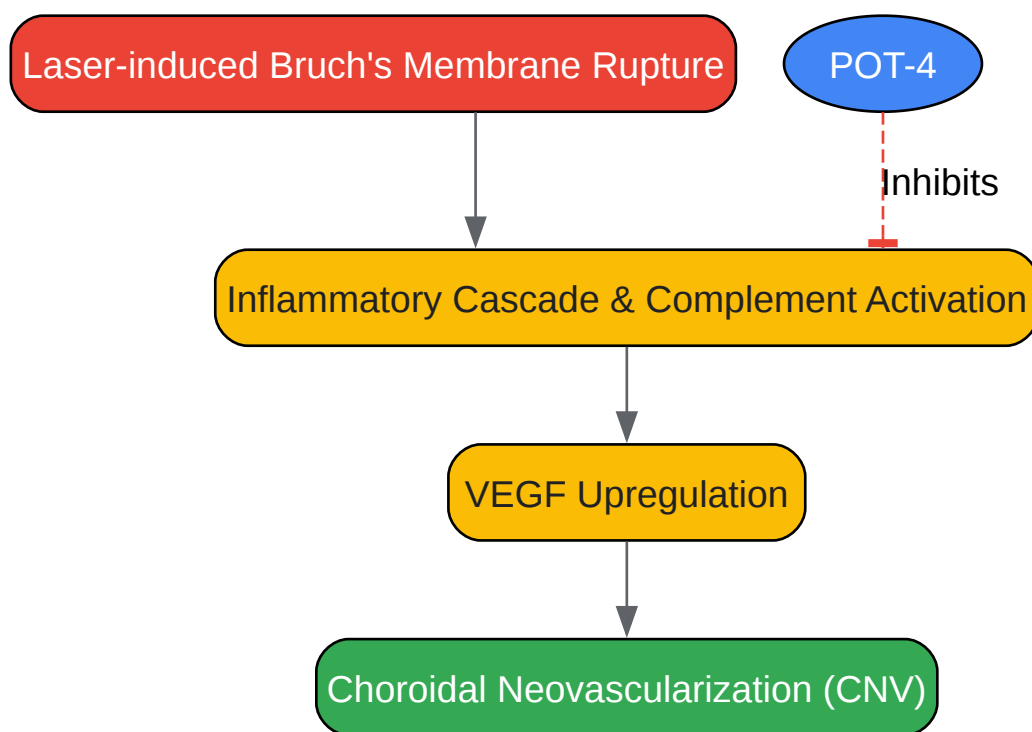 Laser-induced Bruch's Membrane Rupture
POT-4
Inhibits
Inflammatory Cascade & Complement Activation
VEGF Upregulation
Choroidal Neovascularization (CNV)